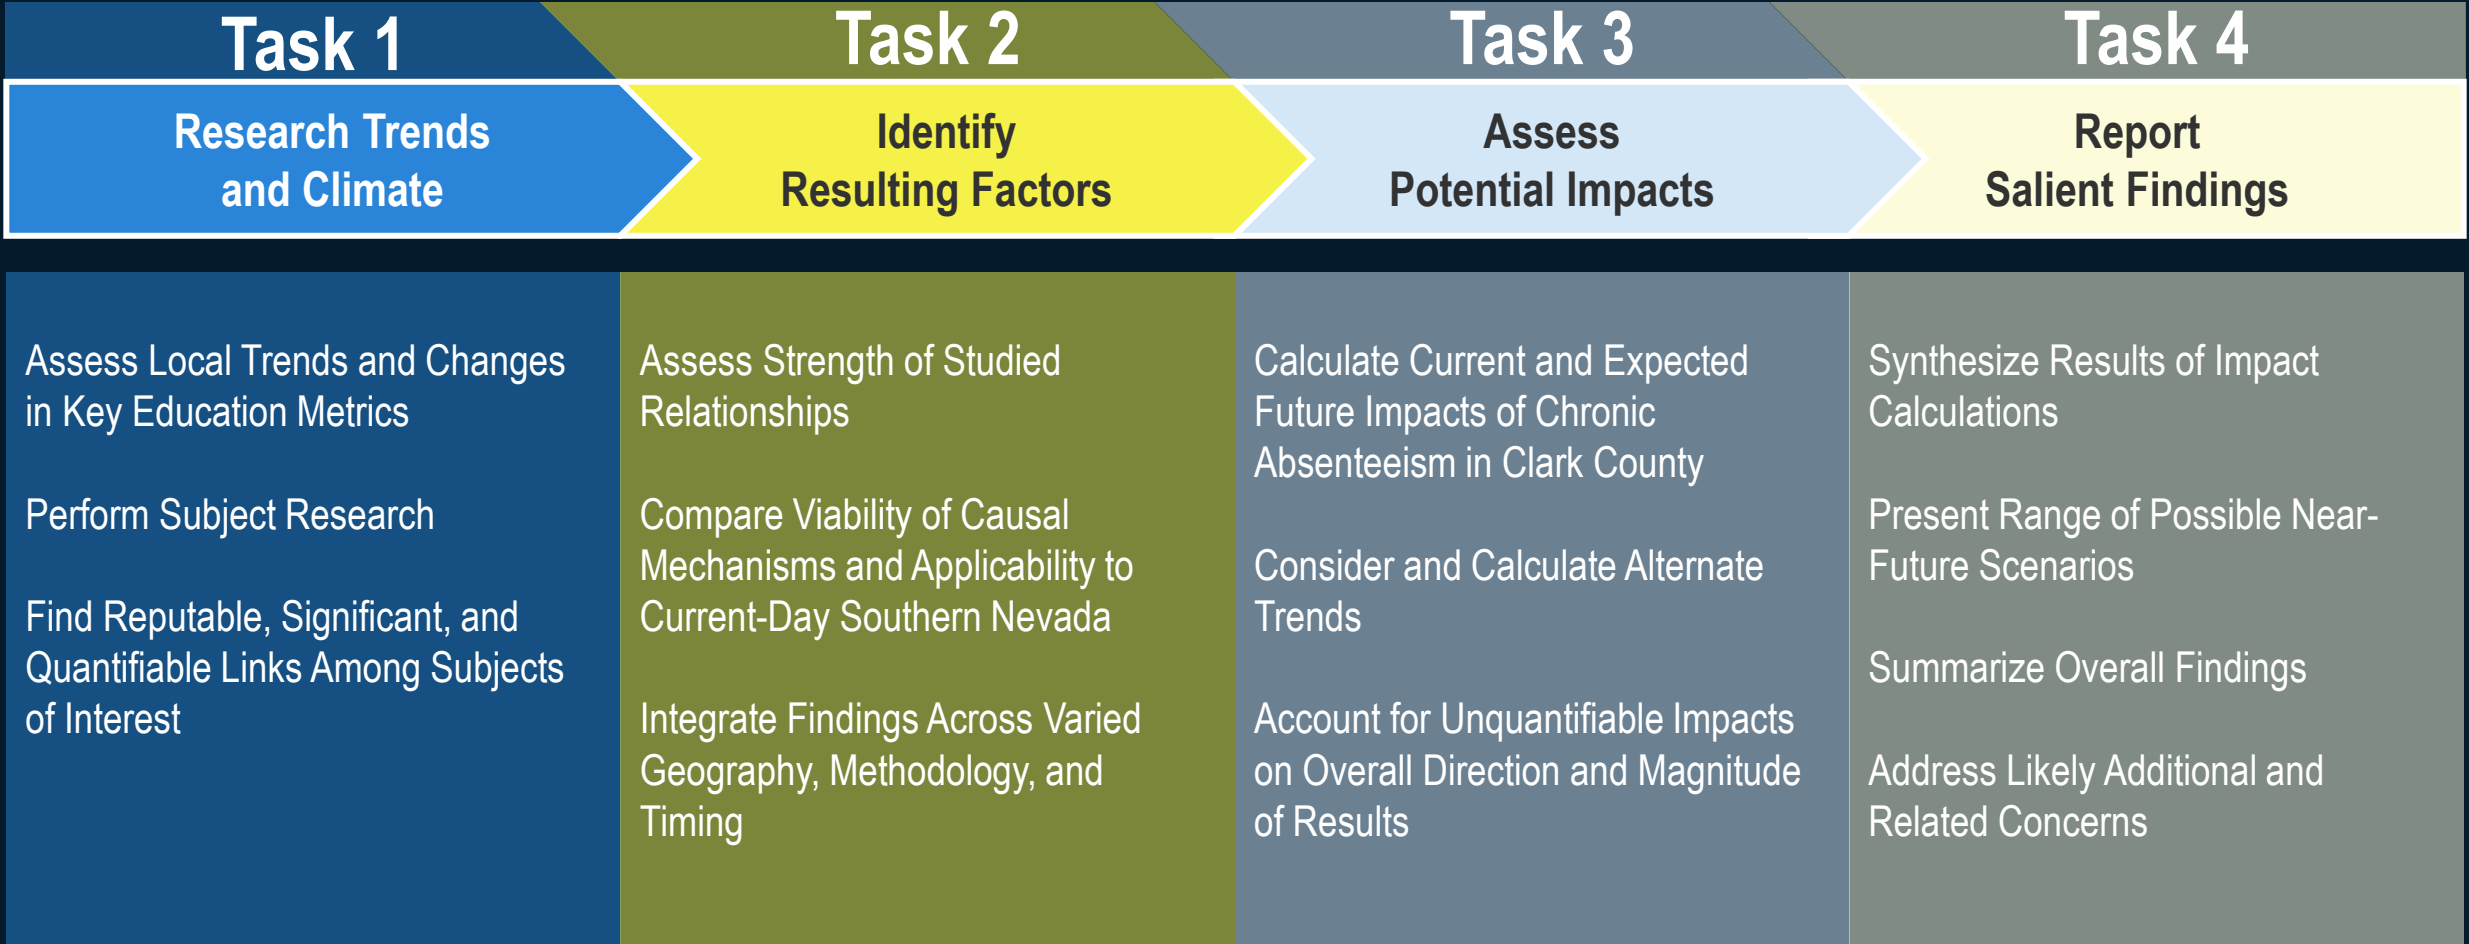 Task 1
Task 2
Task 3
Task 4
Research Trends
and Climate
Identify
Resulting Factors
Assess
Potential Impacts
Report
Salient Findings
Assess Local Trends and Changes
in Key Education Metrics
Perform Subject Research
Find Reputable, Significant, and
Quantifiable Links Among Subjects
of Interest
Assess Strength of Studied
Relationships
Compare Viability of Causal
Mechanisms and Applicability to
Current-Day Southern Nevada
Integrate Findings Across Varied
Geography, Methodology, and
Timing
Calculate Current and Expected
Future Impacts of Chronic
Absenteeism in Clark County
Consider and Calculate Alternate
Trends
Account for Unquantifiable Impacts
on Overall Direction and Magnitude
of Results
Synthesize Results of Impact
Calculations
Present Range of Possible Near-
Future Scenarios
Summarize Overall Findings
Address Likely Additional and
Related Concerns